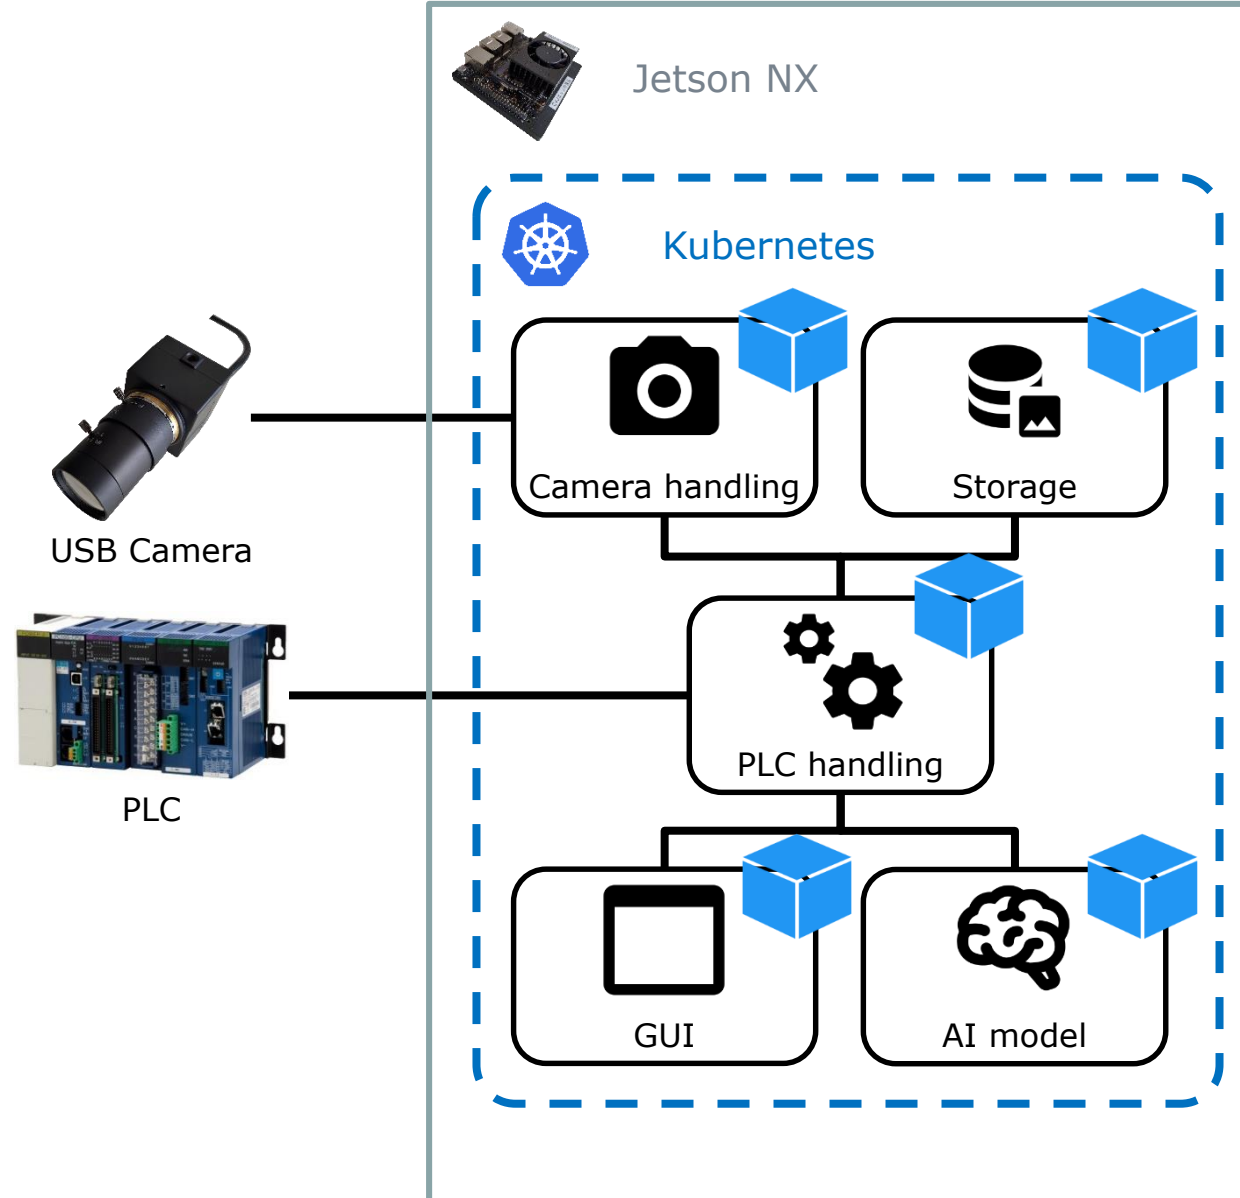 Jetson NX
Kubernetes
Camera handling
Storage
USB Camera
PLC handling
PLC
GUI
AI model